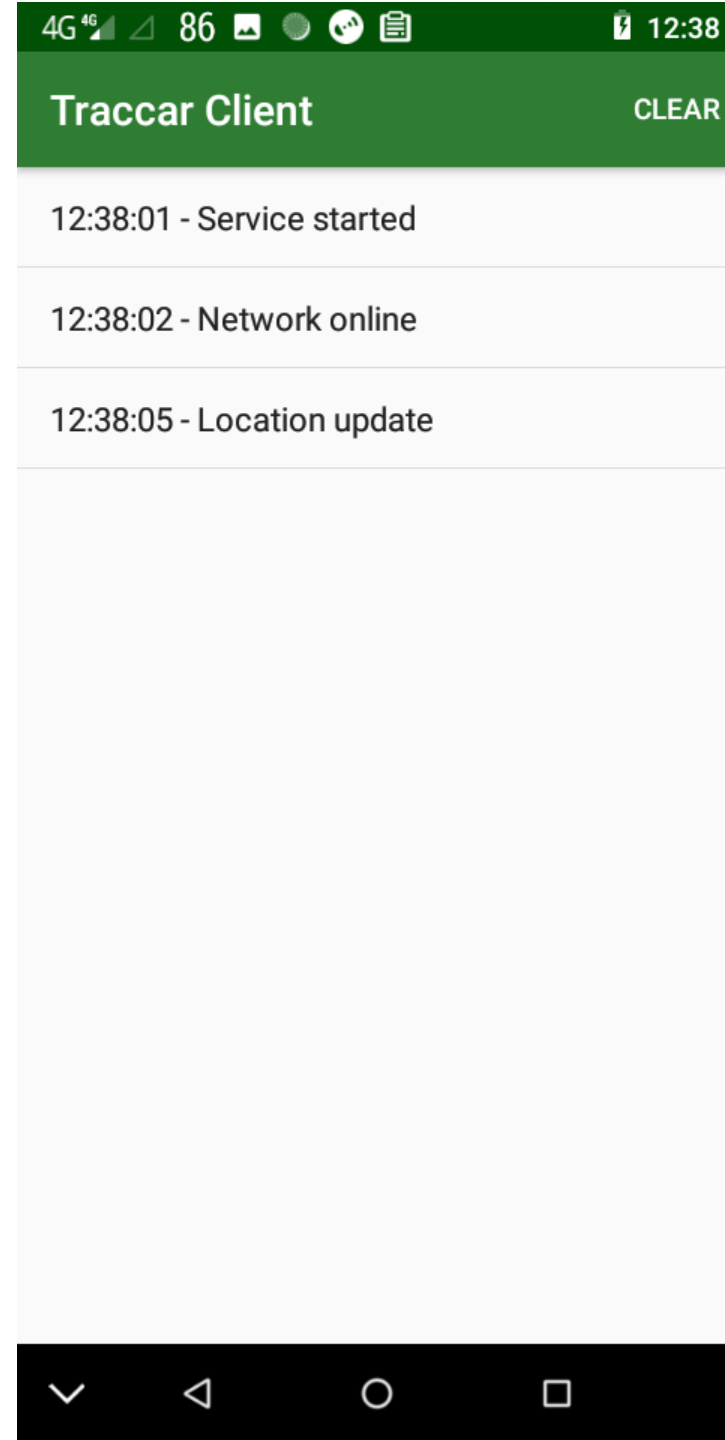 4G 4G 86 12:38
Traccar Client CLEAR
12:38:01 - Service started
12:38:02 - Network online
12:38:05 - Location update